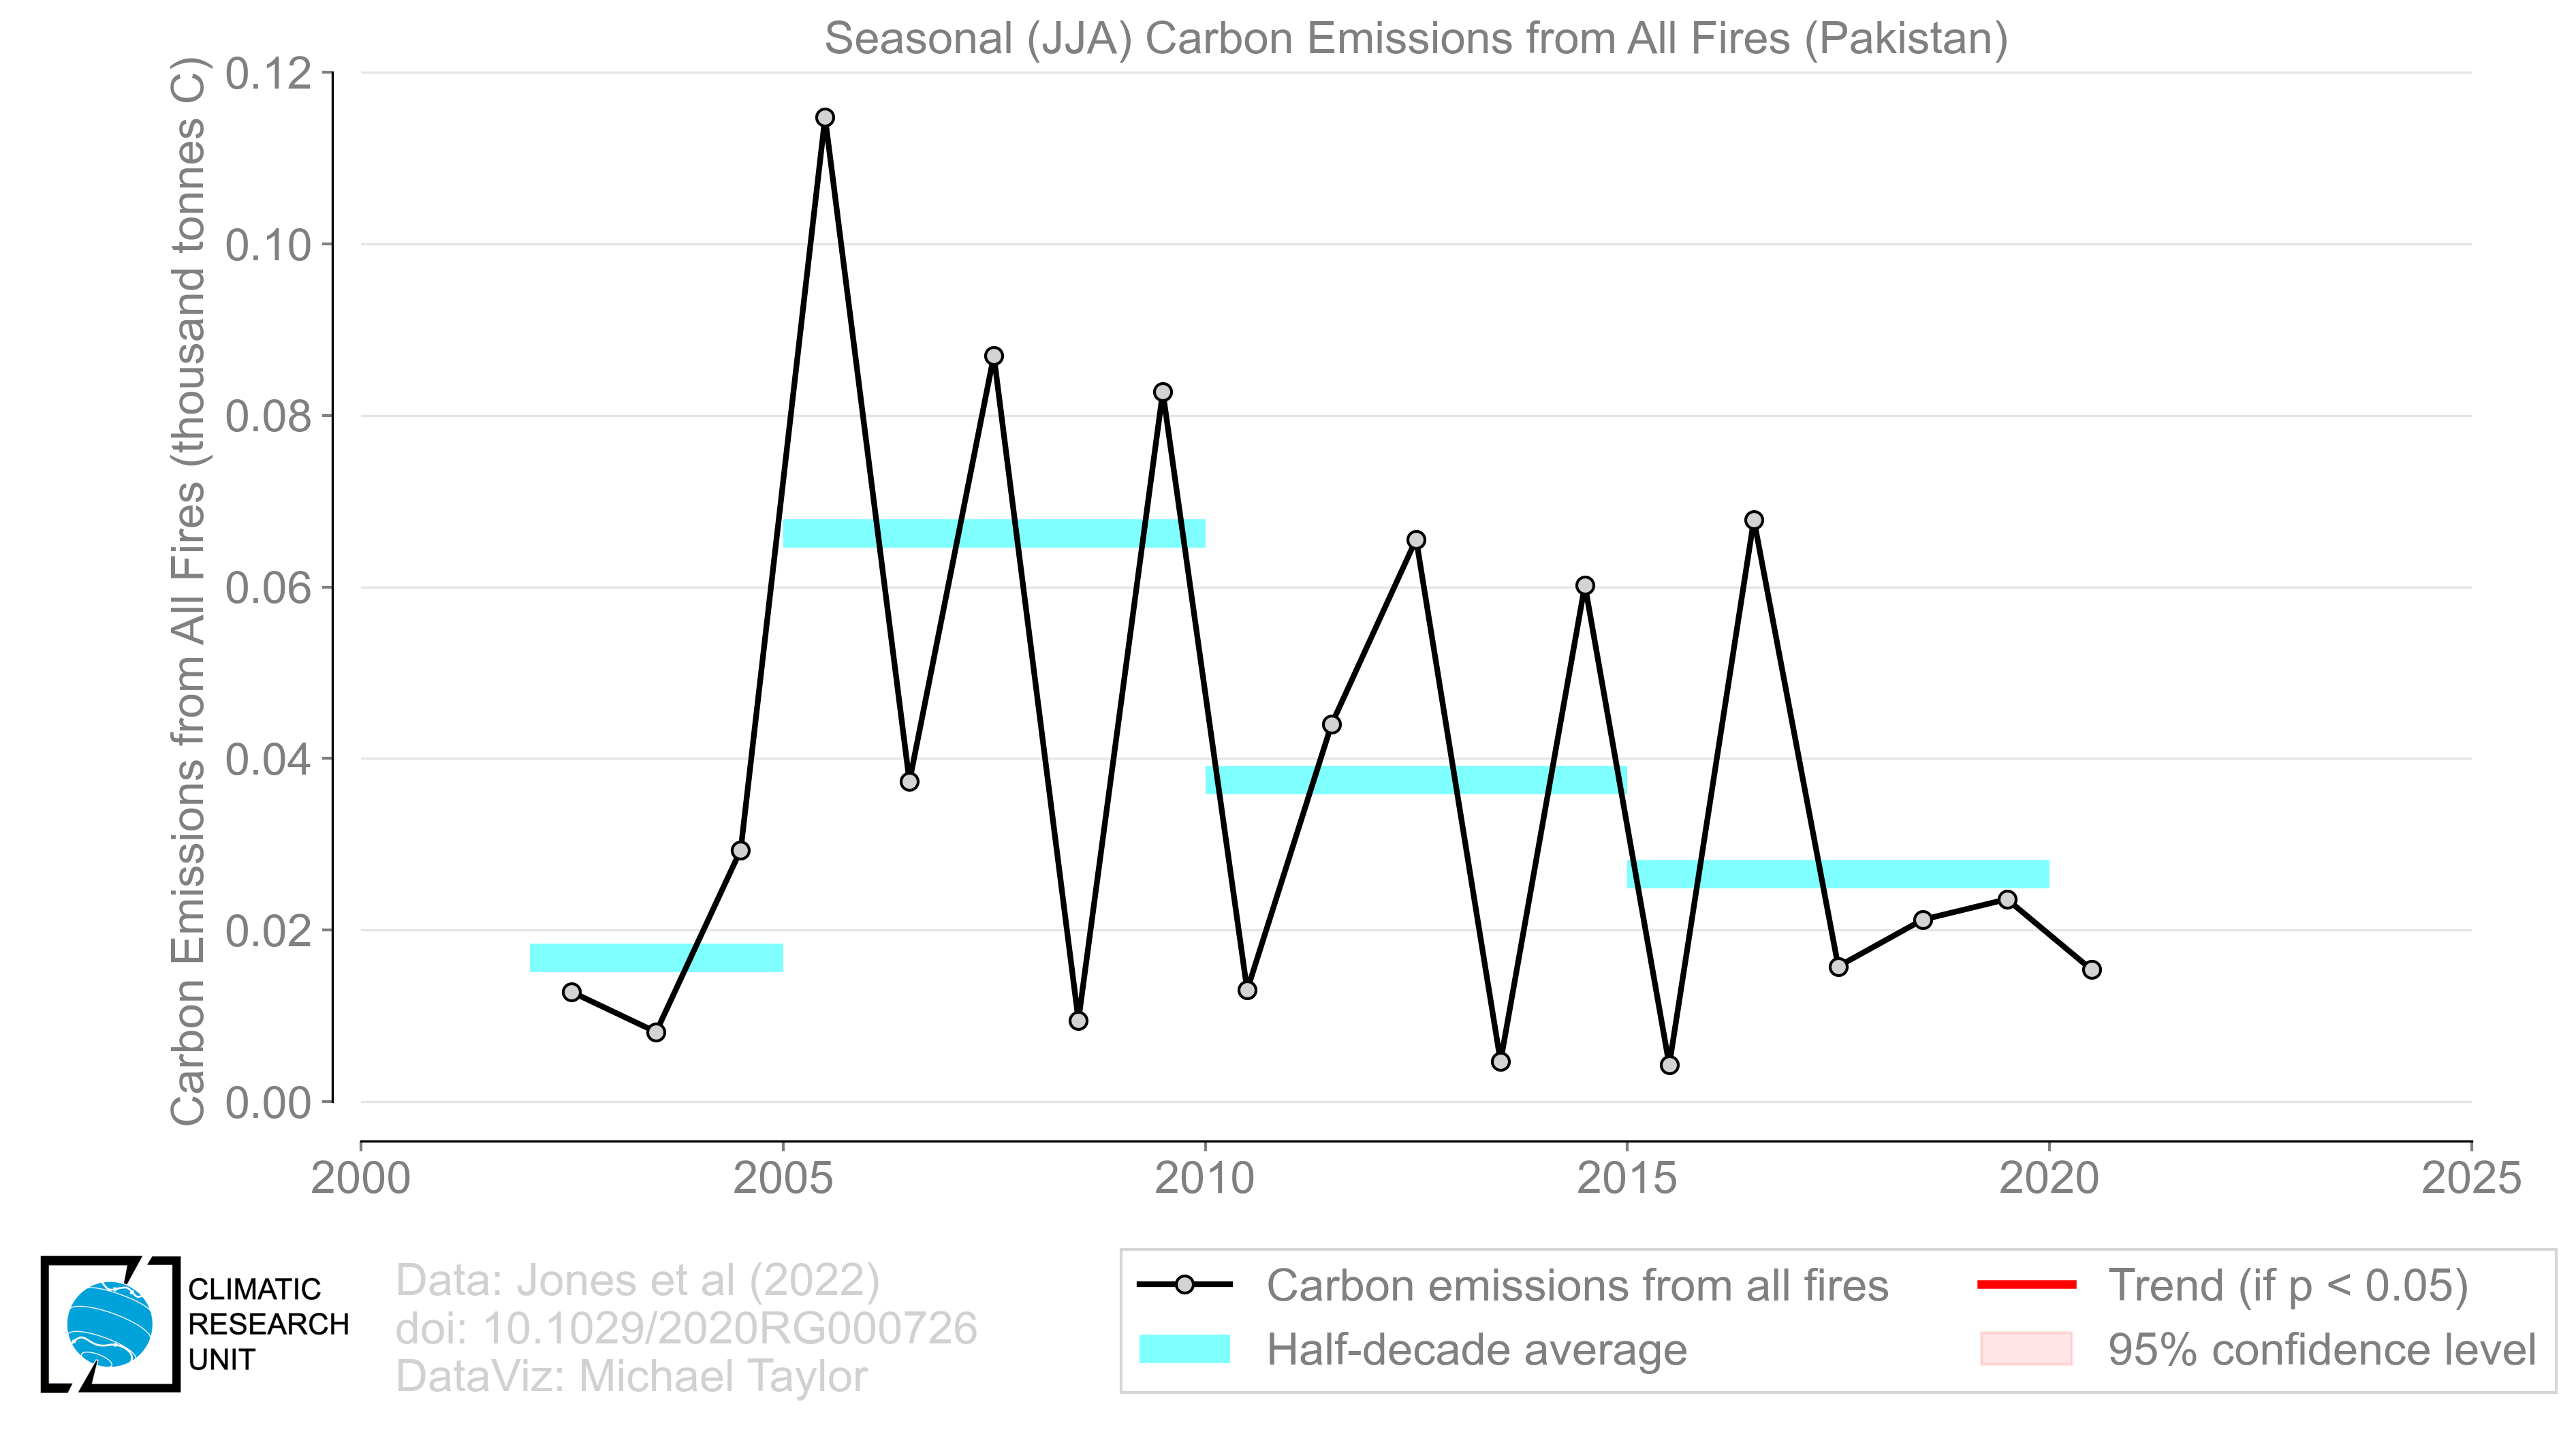 Seasonal (JJA) Carbon Emissions from All Fires (Pakistan)
Carbon Emissions from All Fires (thousand tonnes C)
0.12
0.10
0.08
0.06
0.04
0.02
0.00
2000 2005 2010 2015 2020 2025
CLIMATIC
RESEARCH
UNIT
Data: Jones et al (2022)
doi: 10.1029/2020RG000726
DataViz: Michael Taylor
Carbon emissions from all fires
Half-decade average
Trend (if p < 0.05)
95% confidence level